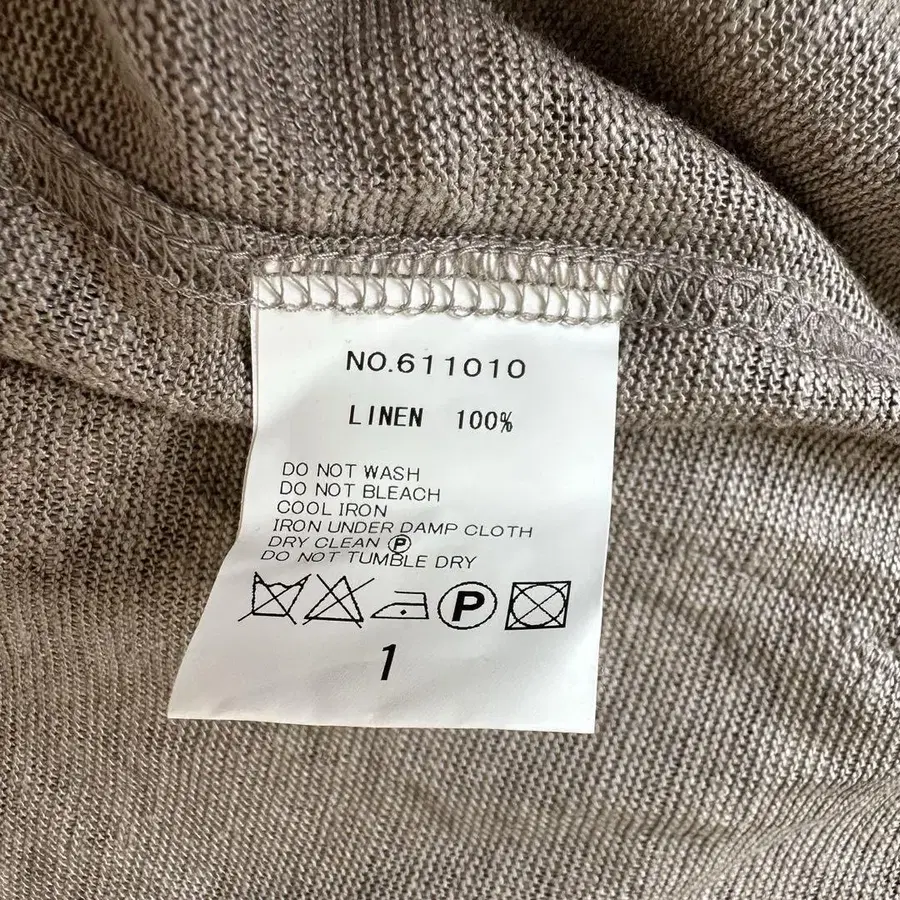 NO.611010
LINEN 100%
DO NOT WASH
DO NOT BLEACH
COOL IRON
IRON UNDER DAMP CLOTH
DRY CLEAN Ⓟ
DO NOT TUMBLE DRY
P
1